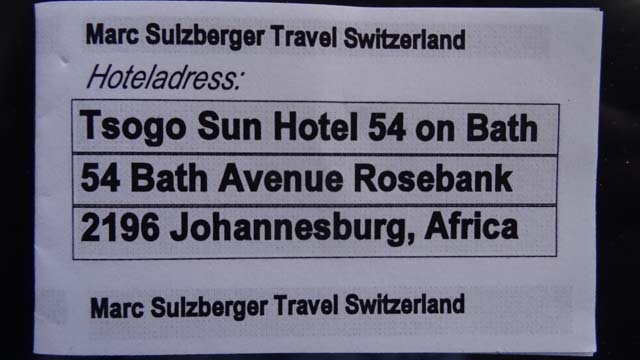 Marc Sulzberger Travel Switzerland
Hoteladress:
Tsogo Sun Hotel 54 on Bath
54 Bath Avenue Rosebank
2196 Johannesburg, Africa
Marc Sulzberger Travel Switzerland